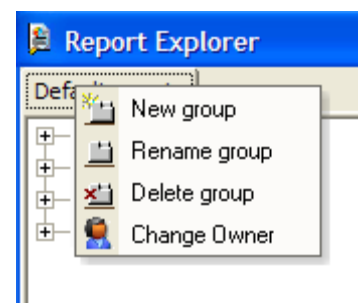 Report Explorer
New group
Rename group
Delete group
Change Owner